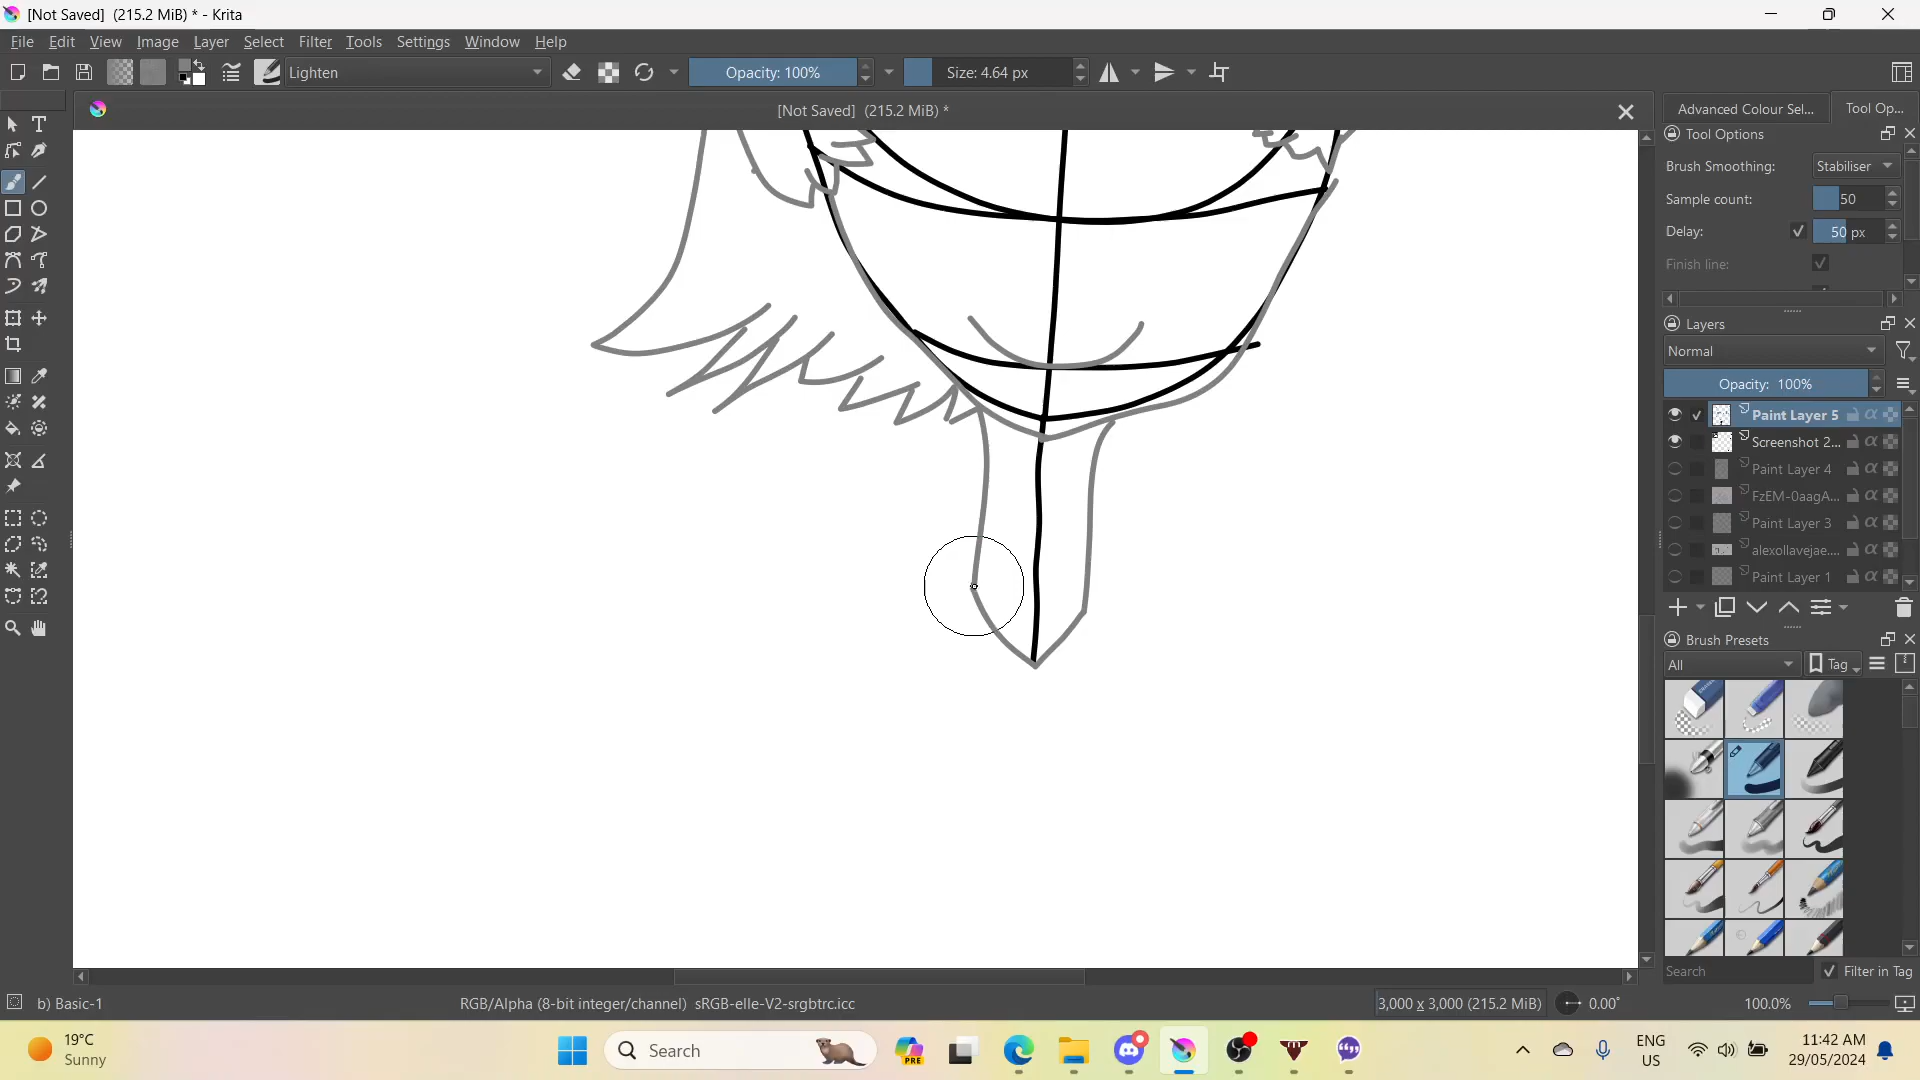 [Not Saved]  (215.2 MiB) * - Krita
File Edit View Image Layer Select Filter Tools Settings Window Help
Lighten
Opacity: 100%
Size: 4.64 px
[Not Saved]  (215.2 MiB) *
Advanced Colour Sel...
Tool Op...
Tool Options
Brush Smoothing: Stabiliser
Sample count: 50
Delay: 50 px
Finish line:
Layers
Normal
Opacity:  100%
Paint Layer 5
Screenshot 2...
Paint Layer 4
FzEM-0aagA...
Paint Layer 3
alexollavejae....
Paint Layer 1
Brush Presets
All
Tag
Search
Filter in Tag
b) Basic-1
RGB/Alpha (8-bit integer/channel)  sRGB-elle-V2-srgbtrc.icc
3,000 x 3,000 (215.2 MiB)
0.00°
100.0%
19°C
Sunny
Search
PRE
ENG
US
11:42 AM
29/05/2024